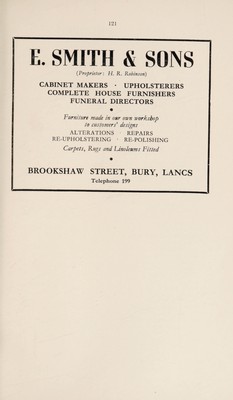 121
E. SMITH & SONS
(Proprietor: H. R. Robinson)
CABINET MAKERS · UPHOLSTERERS
COMPLETE HOUSE FURNISHERS
FUNERAL DIRECTORS
•
Furniture made in our own workshop
to customers' designs
ALTERATIONS · REPAIRS
RE-UPHOLSTERING · RE-POLISHING
Carpets, Rugs and Linoleums Fitted
•
BROOKSHAW STREET, BURY, LANCS
Telephone 199